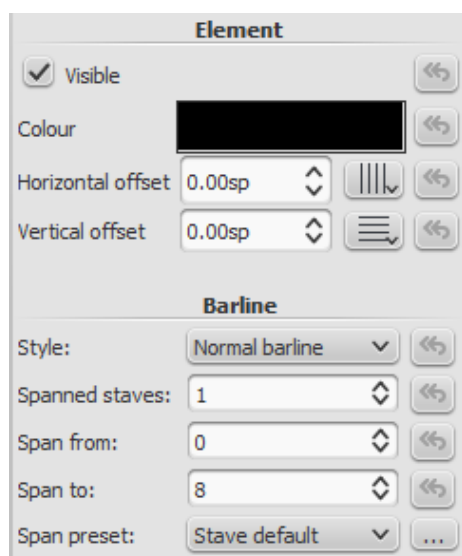 Element
Visible
Colour
Horizontal offset 0.00sp
Vertical offset 0.00sp
Barline
Style: Normal barline
Spanned staves: 1
Span from: 0
Span to: 8
Span preset: Stave default ...